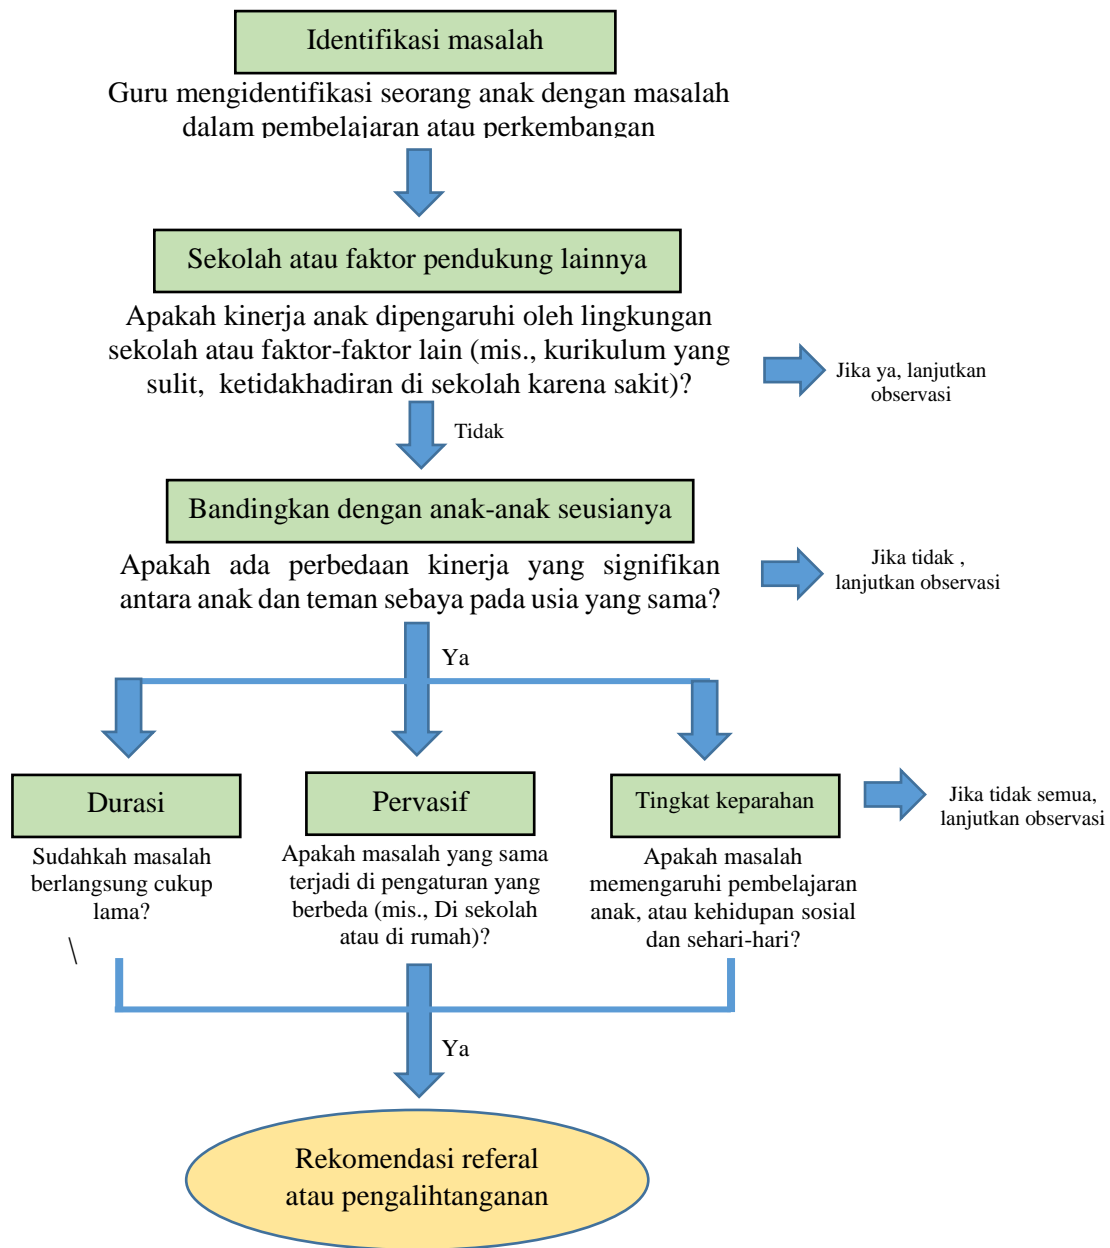 Identifikasi masalah
Guru mengidentifikasi seorang anak dengan masalah
dalam pembelajaran atau perkembangan
Sekolah atau faktor pendukung lainnya
Apakah kinerja anak dipengaruhi oleh lingkungan
sekolah atau faktor-faktor lain (mis., kurikulum yang
sulit, ketidakhadiran di sekolah karena sakit)?
Jika ya, lanjutkan
observasi
Tidak
Bandingkan dengan anak-anak seusianya
Apakah ada perbedaan kinerja yang signifikan
antara anak dan teman sebaya pada usia yang sama?
Jika tidak ,
lanjutkan observasi
Ya
Durasi
Sudahkah masalah
berlangsung cukup
lama?
\
Pervasif
Apakah masalah yang sama
terjadi di pengaturan yang
berbeda (mis., Di sekolah
atau di rumah)?
Tingkat keparahan
Apakah masalah
memengaruhi pembelajaran
anak, atau kehidupan sosial
dan sehari-hari?
Jika tidak semua,
lanjutkan observasi
Ya
Rekomendasi referal
atau pengalihtanganan